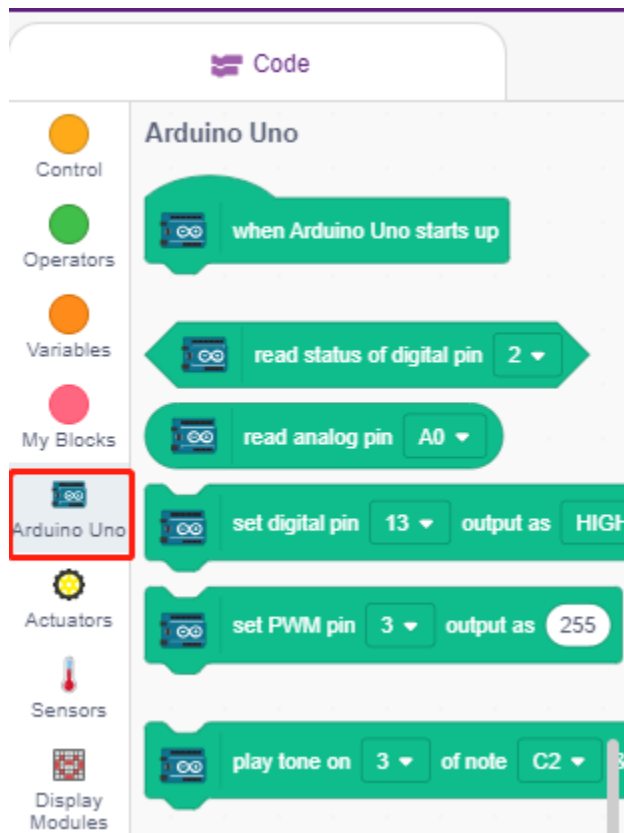 Code
Arduino Uno
Control
when Arduino Uno starts up
Operators
Variables
read status of digital pin 2
My Blocks
read analog pin A0
Arduino Uno
set digital pin 13 output as HIGH
Actuators
set PWM pin 3 output as 255
Sensors
play tone on 3 of note C2
Display
Modules